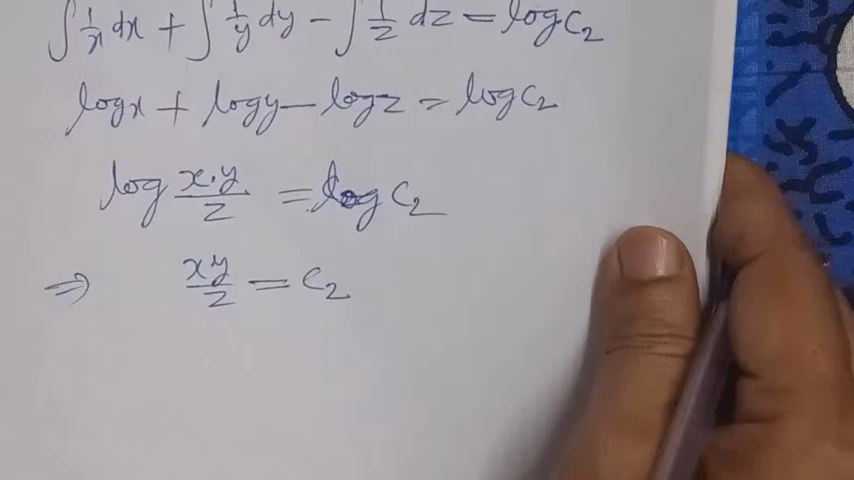 ∫ 1/x dx + ∫ 1/y dy − ∫ 1/z dz = log c₂
log x + log y − log z = log c₂
log x·y/z = log c₂
⇒ xy/z = c₂